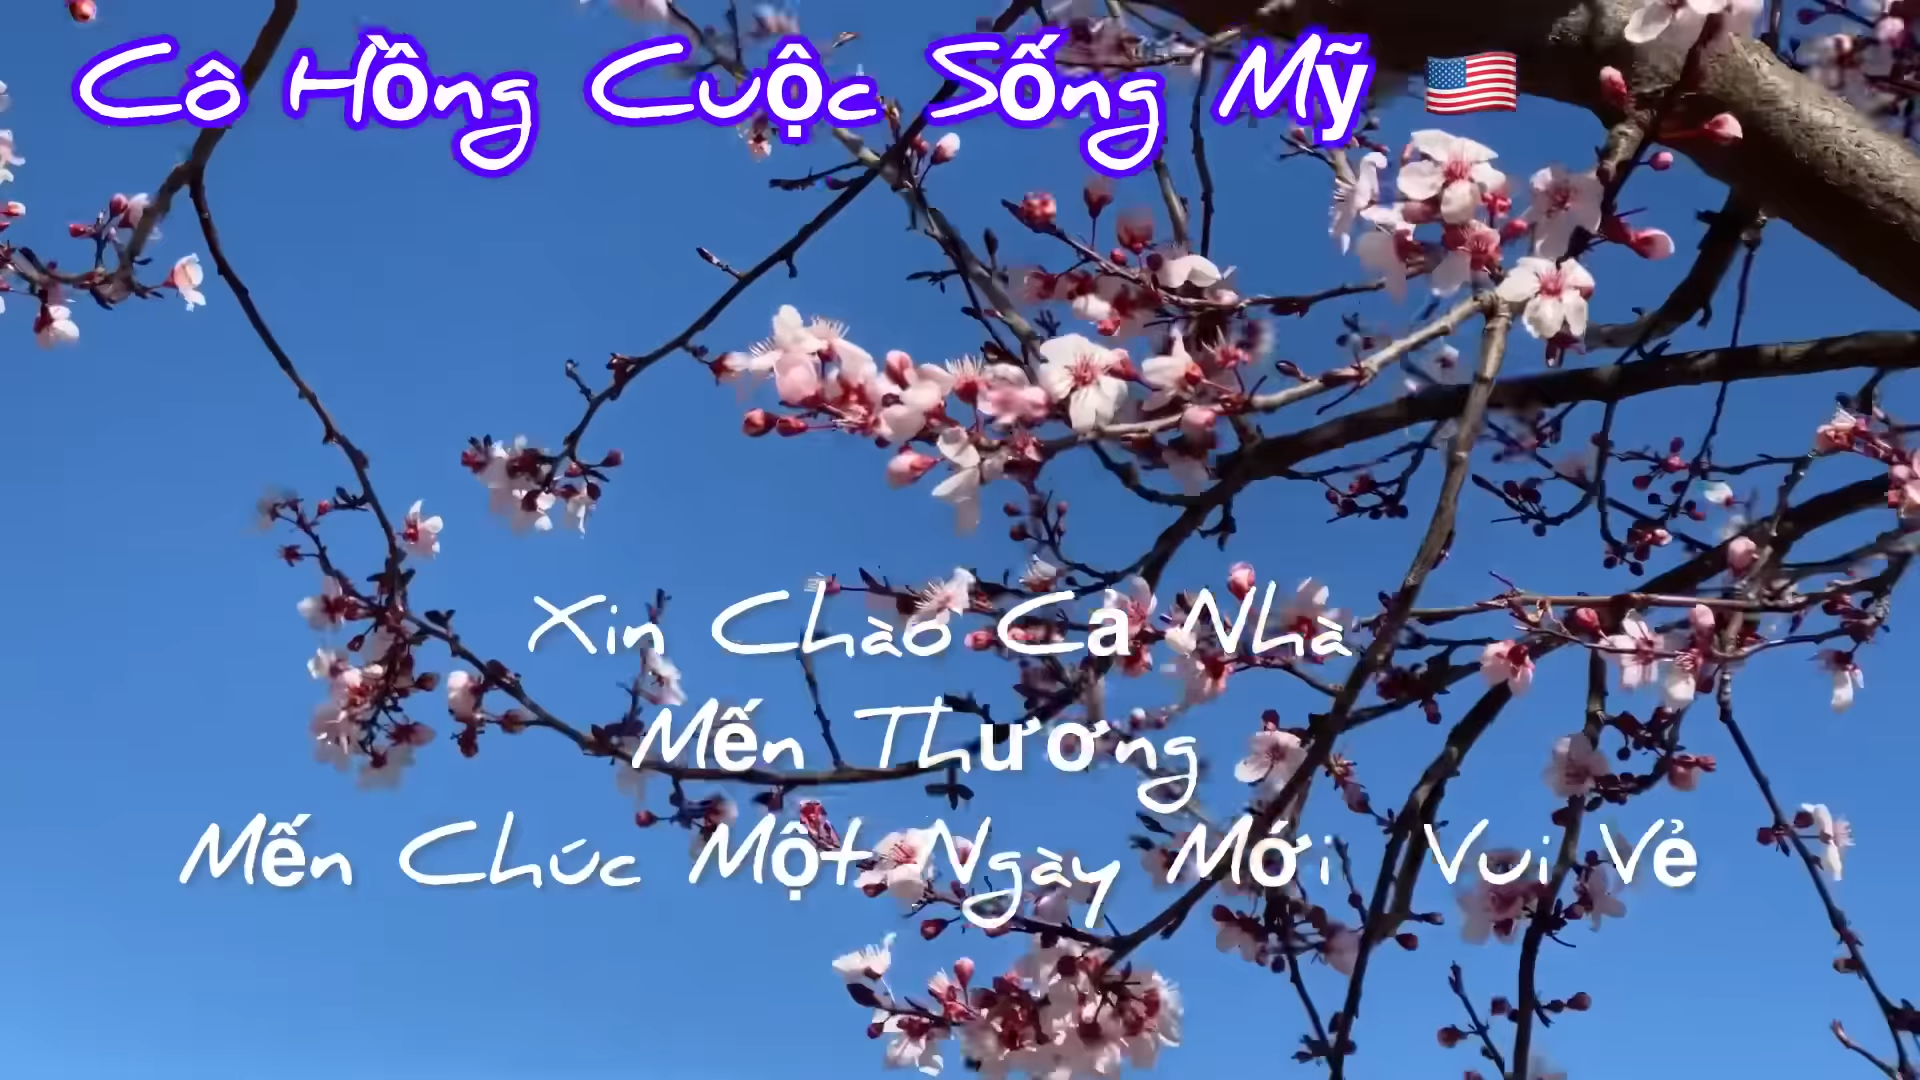 Cô Hồng Cuộc Sống Mỹ 🇺🇸
Xin Chào Cả Nhà
Mến Thương
Mến Chúc Một Ngày Mới Vui Vẻ